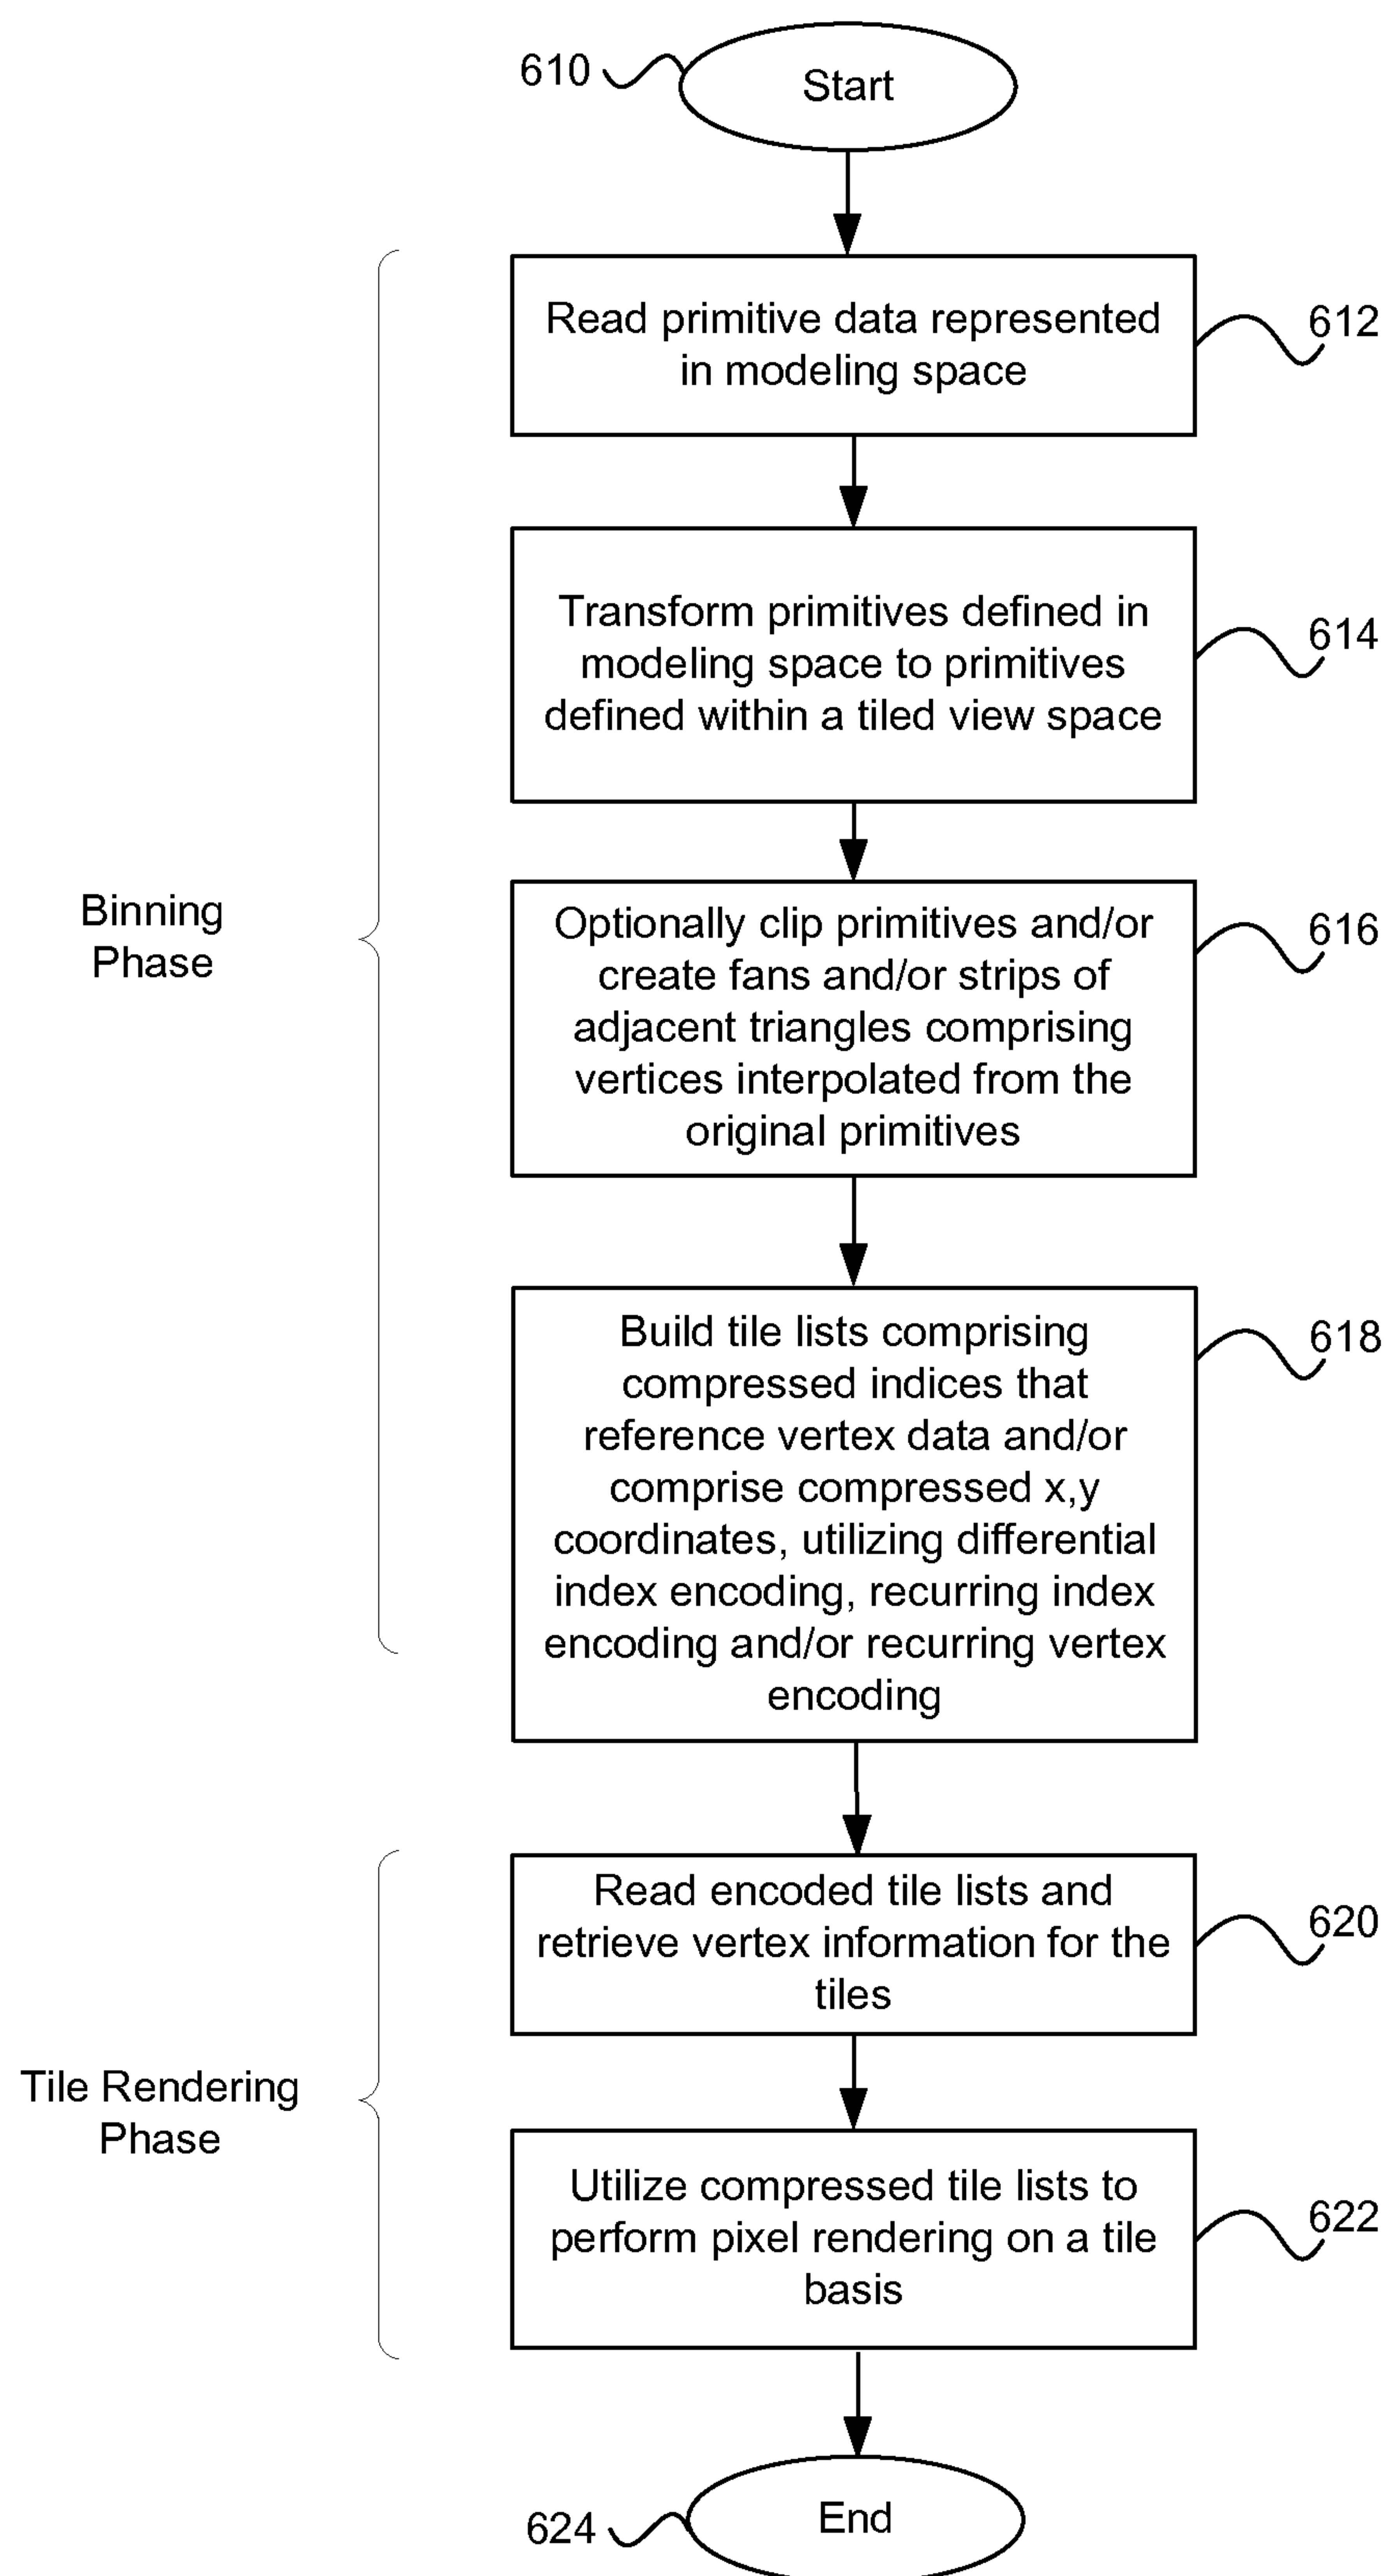 610
Start
Read primitive data represented
in modeling space
612
Transform primitives defined in
modeling space to primitives
defined within a tiled view space
614
Binning
Phase
Optionally clip primitives and/or
create fans and/or strips of
adjacent triangles comprising
vertices interpolated from the
original primitives
616
Build tile lists comprising
compressed indices that
reference vertex data and/or
comprise compressed x,y
coordinates, utilizing differential
index encoding, recurring index
encoding and/or recurring vertex
encoding
618
Read encoded tile lists and
retrieve vertex information for the
tiles
620
Tile Rendering
Phase
Utilize compressed tile lists to
perform pixel rendering on a tile
basis
622
624
End